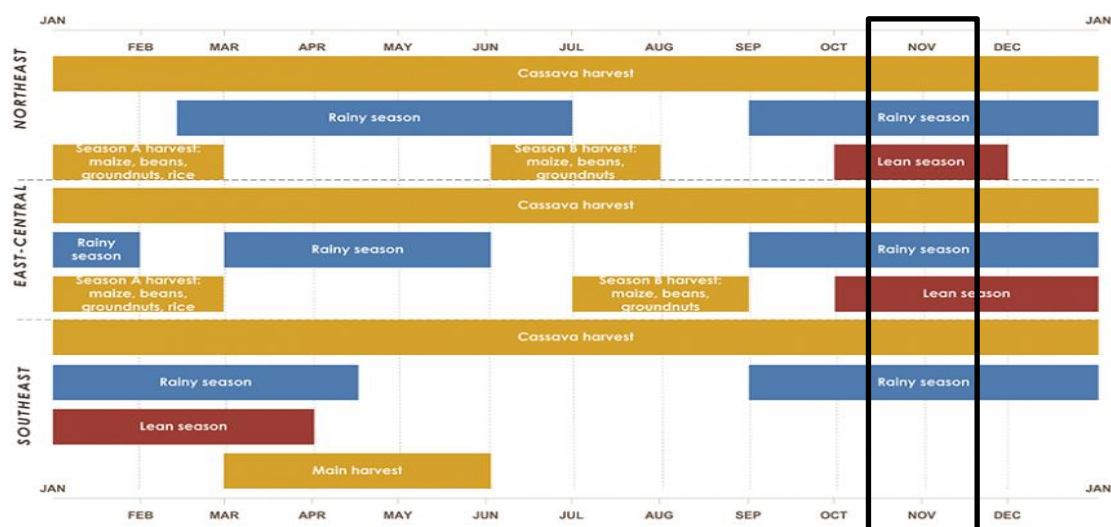 JAN JAN
FEB MAR APR MAY JUN JUL AUG SEP OCT NOV DEC
NORTHEAST
Cassava harvest
Rainy season Rainy season
Season A harvest:
maize, beans,
groundnuts, rice
Season B harvest:
maize, beans,
groundnuts
Lean season
EAST-CENTRAL
Cassava harvest
Rainy
season
Rainy season Rainy season
Season A harvest:
maize, beans,
groundnuts, rice
Season B harvest:
maize, beans,
groundnuts
Lean season
SOUTHEAST
Cassava harvest
Rainy season Rainy season
Lean season
Main harvest
JAN JAN
FEB MAR APR MAY JUN JUL AUG SEP OCT NOV DEC